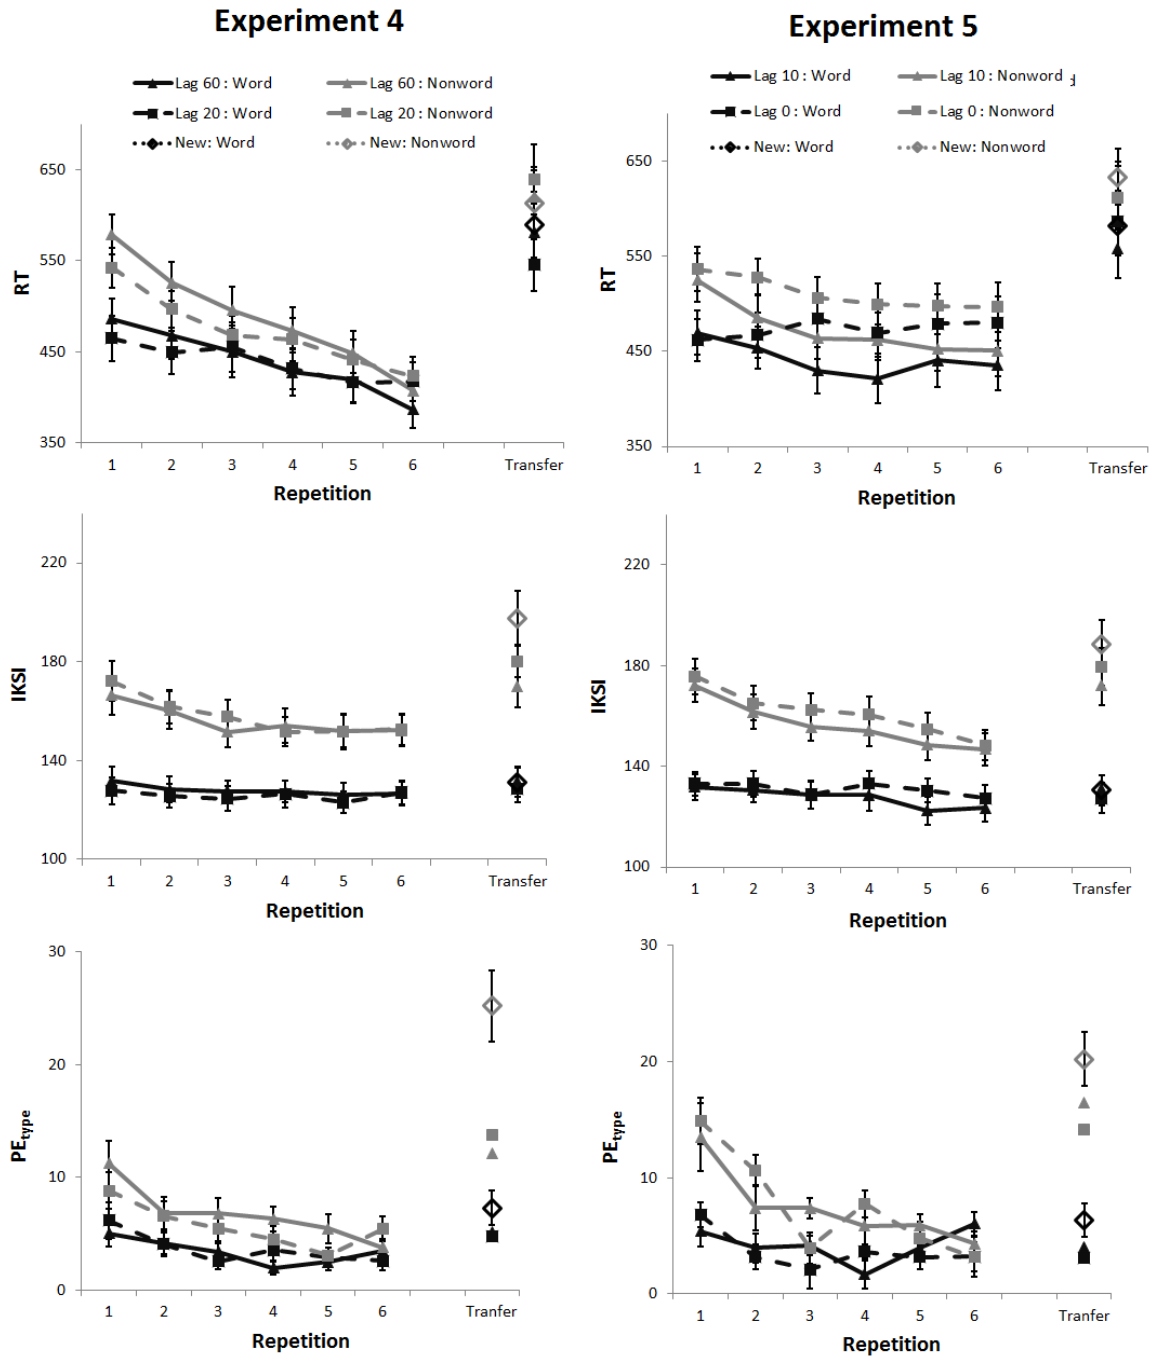 Experiment 4
Lag 60 : Word
Lag 60 : Nonword
Lag 20 : Word
Lag 20 : Nonword
New: Word
New: Nonword
650
550
450
350
RT
1 2 3 4 5 6 Transfer
Repetition
220
180
140
100
IKSI
1 2 3 4 5 6 Transfer
Repetition
30
20
10
0
PEtype
1 2 3 4 5 6 Tranfer
Repetition
Experiment 5
Lag 10 : Word
Lag 10 : Nonword
Lag 0 : Word
Lag 0 : Nonword
New: Word
New: Nonword
650
550
450
350
RT
1 2 3 4 5 6 Transfer
Repetition
220
180
140
100
IKSI
1 2 3 4 5 6 Transfer
Repetition
30
20
10
0
PEtype
1 2 3 4 5 6 Tranfer
Repetition